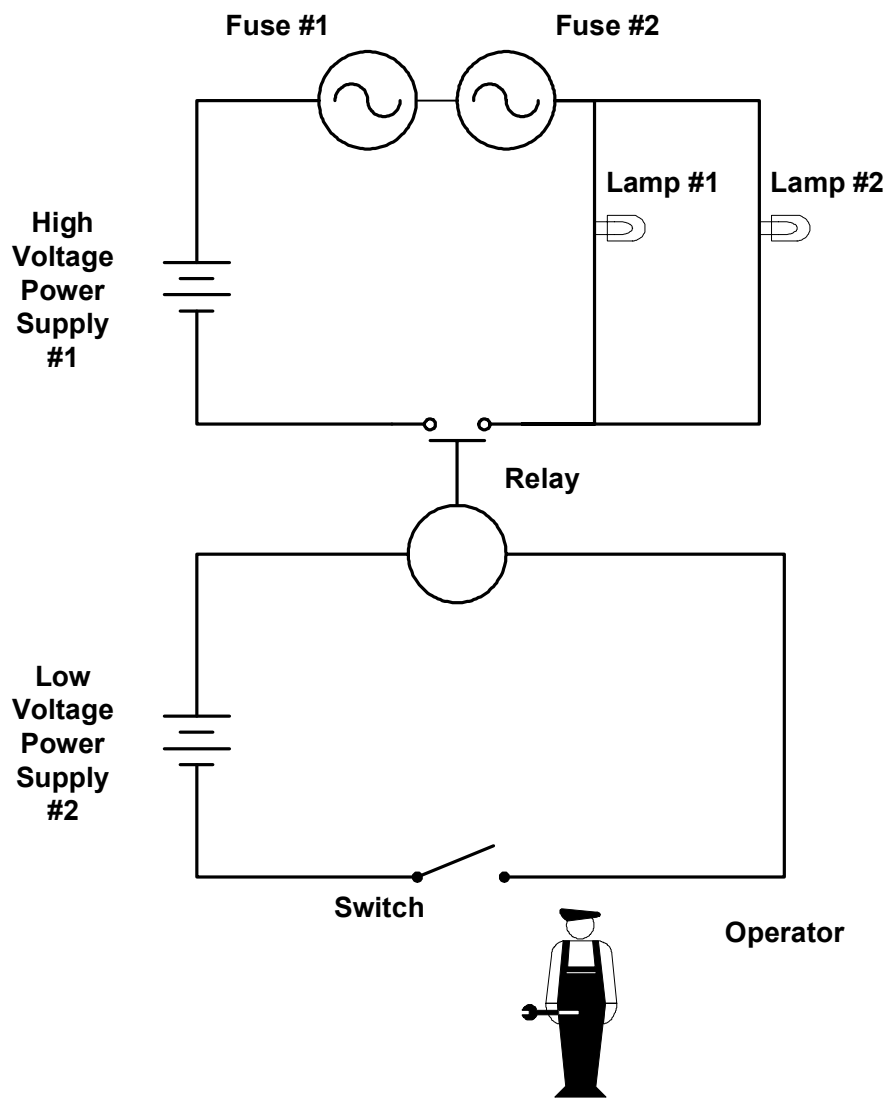 Fuse #1
Fuse #2
Lamp #1
Lamp #2
High
Voltage
Power
Supply
#1
Relay
Low
Voltage
Power
Supply
#2
Switch
Operator